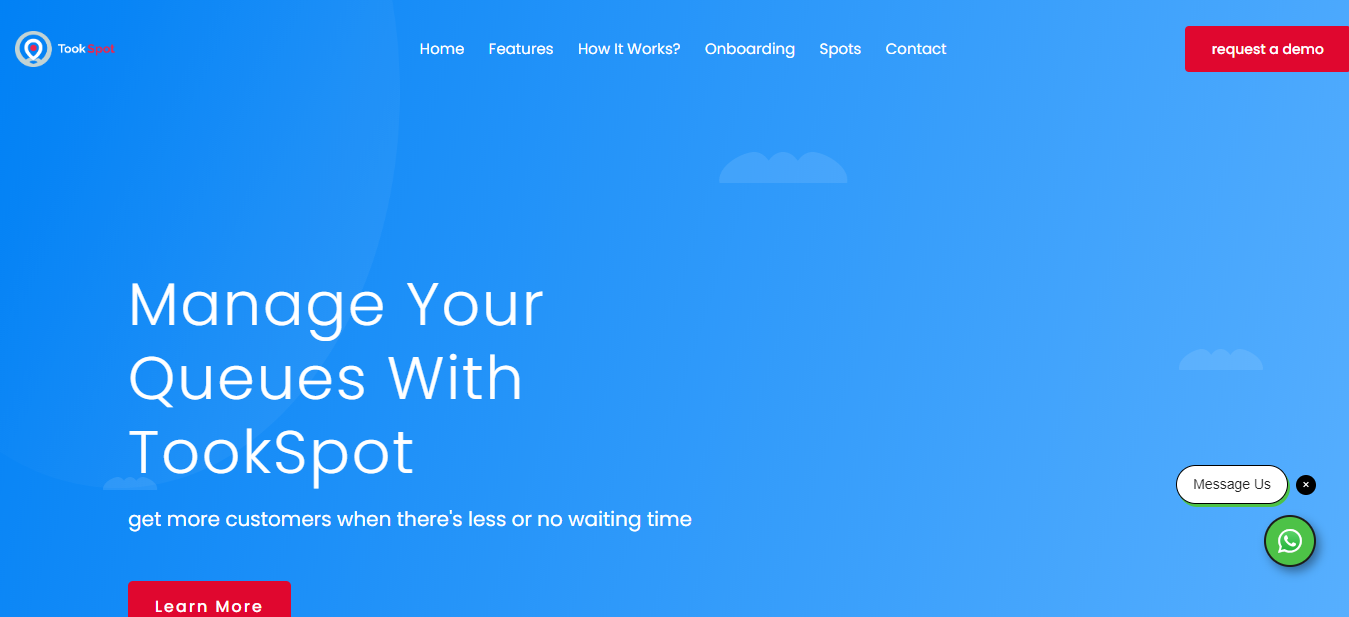 TookSpot
Home Features How It Works? Onboarding Spots Contact
request a demo
Manage Your
Queues With
TookSpot
get more customers when there's less or no waiting time
Learn More
Message Us